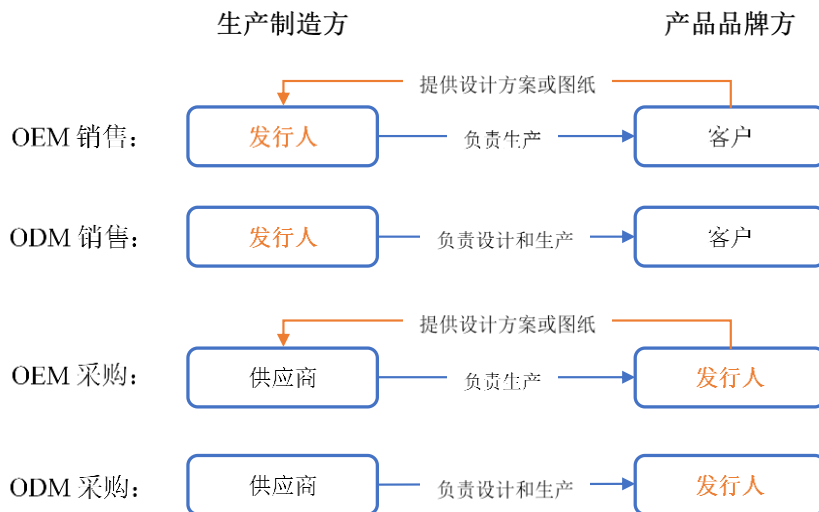 生产制造方 产品品牌方
提供设计方案或图纸
OEM 销售： 发行人 负责生产 客户
ODM 销售： 发行人 负责设计和生产 客户
提供设计方案或图纸
OEM 采购： 供应商 负责生产 发行人
ODM 采购： 供应商 负责设计和生产 发行人